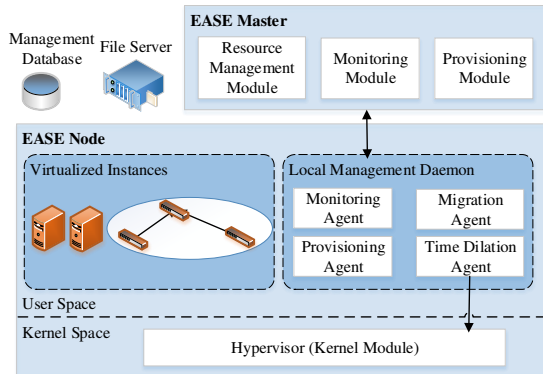 EASE Master
Management
Database
File Server
Resource
Management
Module
Monitoring
Module
Provisioning
Module
EASE Node
Virtualized Instances
Local Management Daemon
Monitoring
Agent
Migration
Agent
Provisioning
Agent
Time Dilation
Agent
User Space
Kernel Space
Hypervisor (Kernel Module)